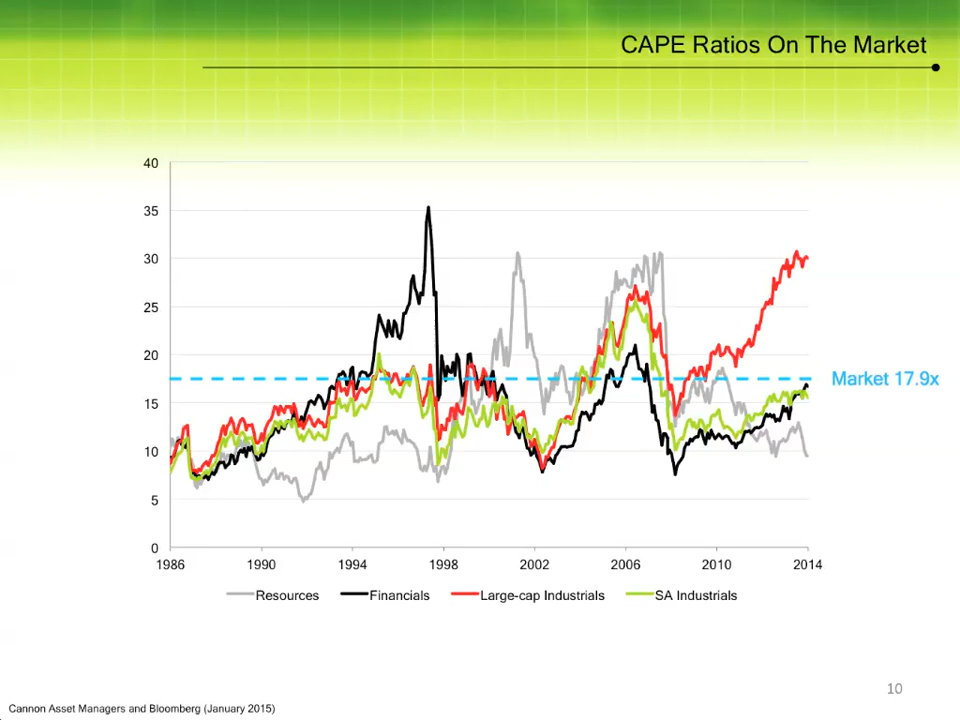 CAPE Ratios On The Market
40
35
30
25
20
15
10
5
0
Market 17.9x
1986 1990 1994 1998 2002 2006 2010 2014
Resources Financials Large-cap Industrials SA Industrials
10
Cannon Asset Managers and Bloomberg (January 2015)